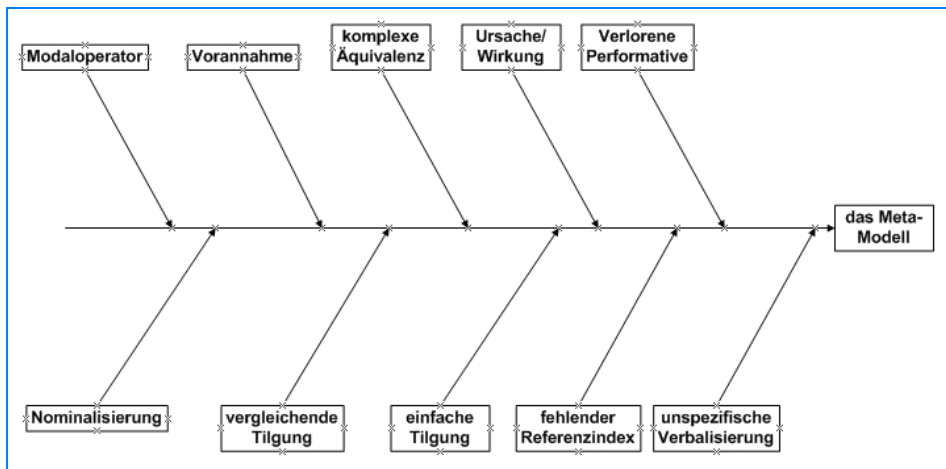 Modaloperator
Vorannahme
komplexe
Äquivalenz
Ursache/
Wirkung
Verlorene
Performative
das Meta-
Modell
Nominalisierung
vergleichende
Tilgung
einfache
Tilgung
fehlender
Referenzindex
unspezifische
Verbalisierung